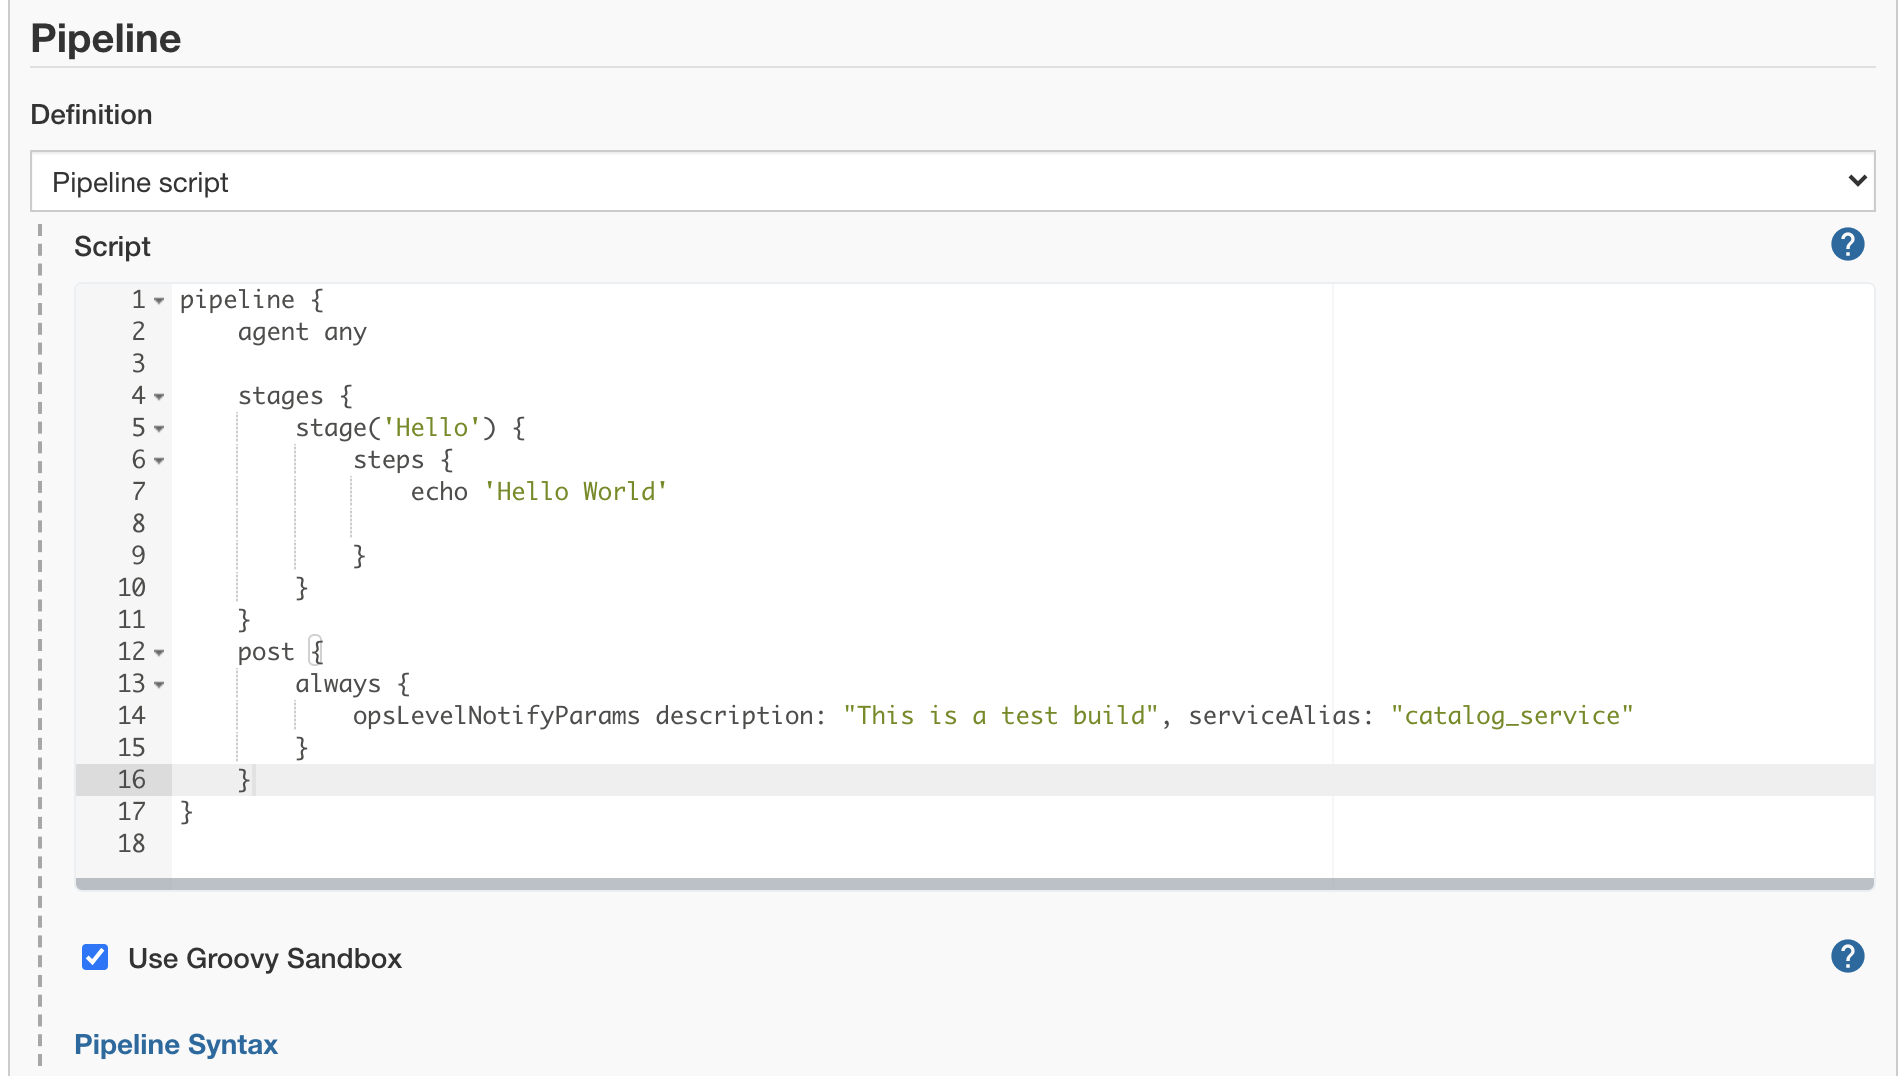 Pipeline
Definition
Pipeline script
Script
?
1 pipeline {
2     agent any
3
4     stages {
5         stage('Hello') {
6             steps {
7                 echo 'Hello World'
8
9             }
10         }
11     }
12     post {
13         always {
14             opsLevelNotifyParams description: "This is a test build", serviceAlias: "catalog_service"
15         }
16     }
17 }
18
Use Groovy Sandbox
?
Pipeline Syntax